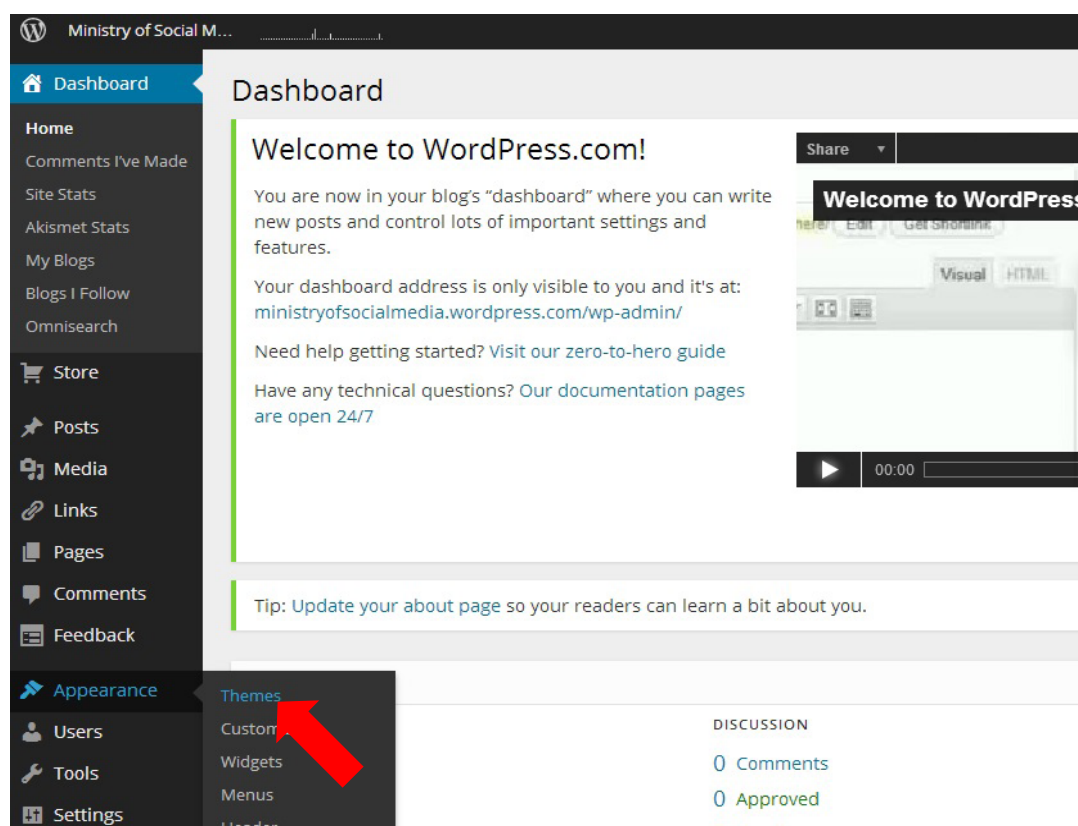 Ministry of Social M...
Dashboard
Home
Comments I've Made
Site Stats
Akismet Stats
My Blogs
Blogs I Follow
Omnisearch
Store
Posts
Media
Links
Pages
Comments
Feedback
Appearance
Users
Tools
Settings
Themes
Widgets
Menus
Header
Dashboard
Welcome to WordPress.com!
You are now in your blog's “dashboard” where you can write
new posts and control lots of important settings and
features.
Your dashboard address is only visible to you and it's at:
ministryofsocialmedia.wordpress.com/wp-admin/
Need help getting started? Visit our zero-to-hero guide
Have any technical questions? Our documentation pages
are open 24/7
Share
Welcome to WordPress
Edit Get Shortlink
Visual HTML
00:00
Tip: Update your about page so your readers can learn a bit about you.
DISCUSSION
0 Comments
0 Approved